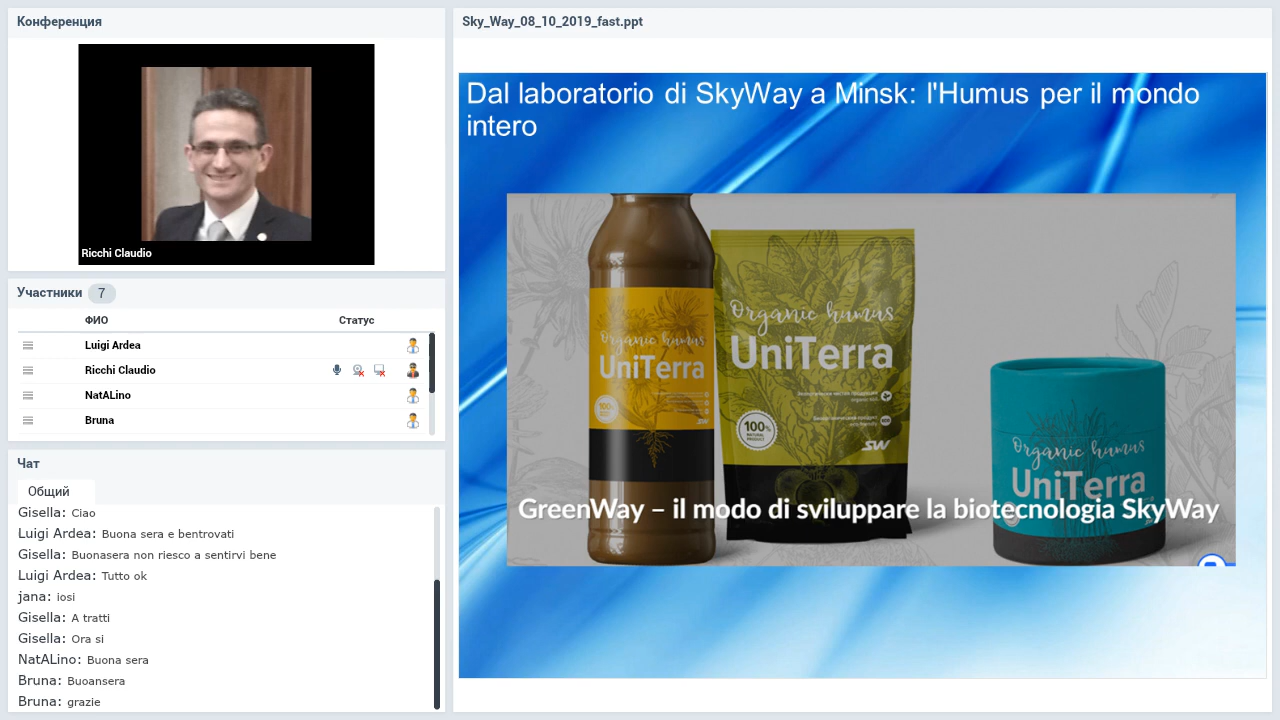 Конференция
Ricchi Claudio
Участники 7
ФИО Статус
Luigi Ardea
Ricchi Claudio
NatALino
Bruna
Чат
Общий
Gisella: Ciao
Luigi Ardea: Buona sera e bentrovati
Gisella: Buonasera non riesco a sentirvi bene
Luigi Ardea: Tutto ok
jana: iosi
Gisella: A tratti
Gisella: Ora si
NatALino: Buona sera
Bruna: Buoansera
Bruna: grazie
Sky_Way_08_10_2019_fast.ppt
Dal laboratorio di SkyWay a Minsk: l'Humus per il mondo
intero
Organic humus
UniTerra
100%
SW
Organic humus
UniTerra
100%
NATURAL
PRODUCT
SW
Organic humus
UniTerra
GreenWay – il modo di sviluppare la biotecnologia SkyWay